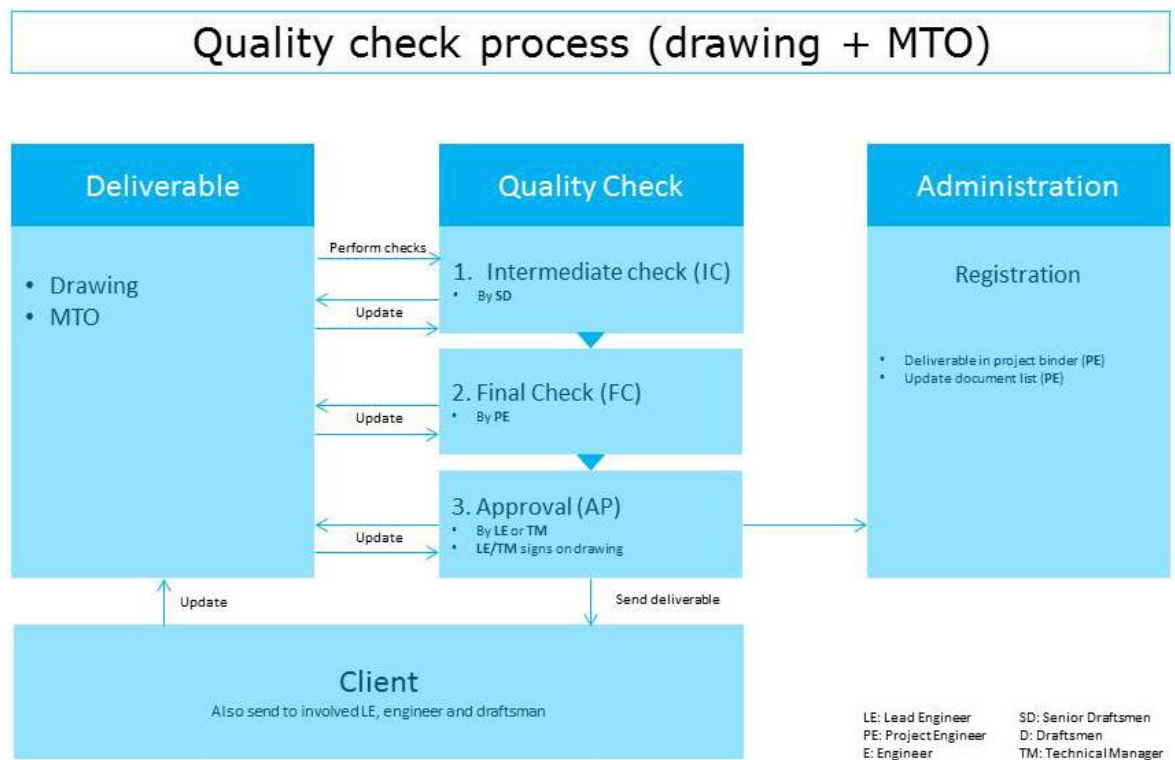 Quality check process (drawing + MTO)
Deliverable
• Drawing
• MTO
Perform checks
Update
Update
Update
Quality Check
1. Intermediate check (IC)
• By SD
2. Final Check (FC)
• By PE
3. Approval (AP)
• By LE or TM
• LE/TM signs on drawing
Administration
Registration
• Deliverable in project binder (PE)
• Update document list (PE)
Update
Send deliverable
Client
Also send to involved LE, engineer and draftsman
LE: Lead Engineer
PE: Project Engineer
E: Engineer
SD: Senior Draftsmen
D: Draftsmen
TM: Technical Manager